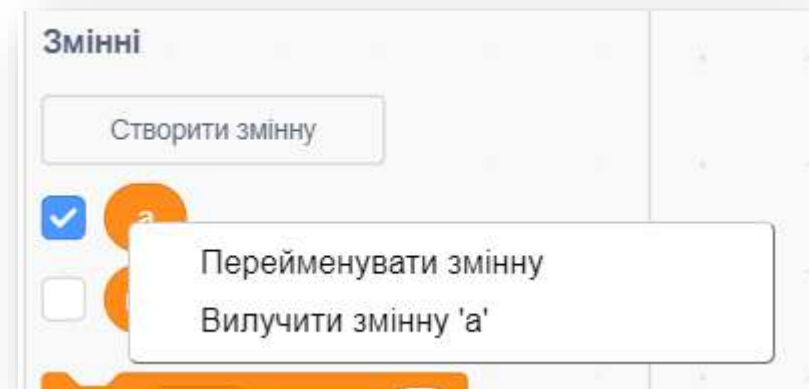 Змінні
Створити змінну
a
Перейменувати змінну
Вилучити змінну 'a'